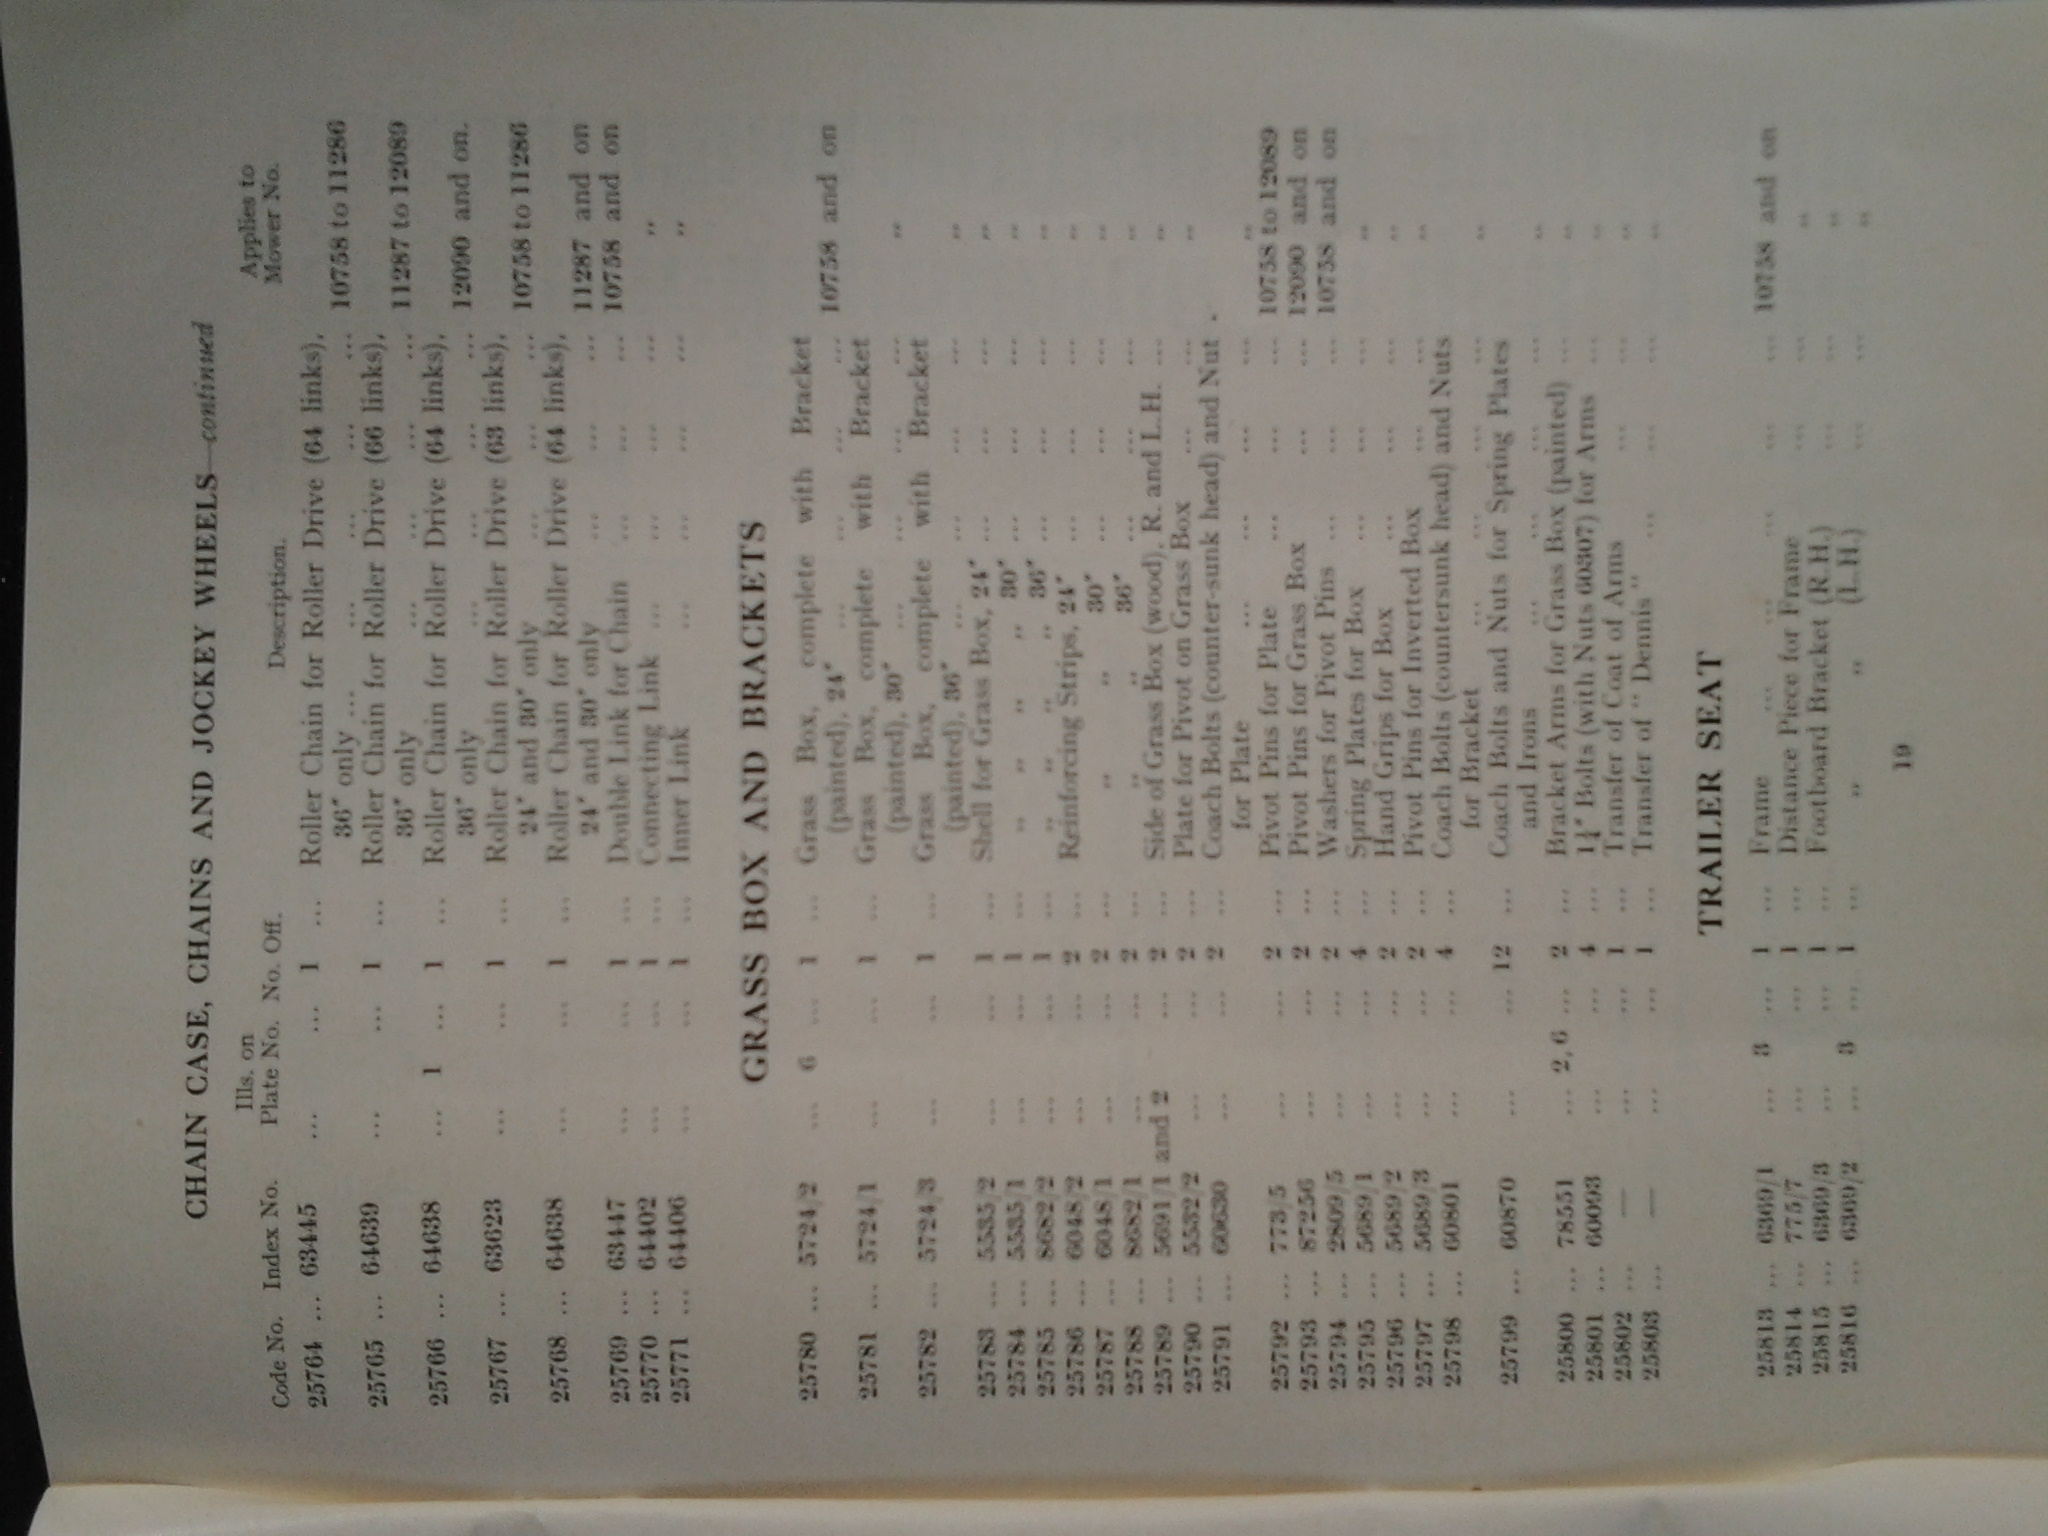 CHAIN CASE, CHAINS AND JOCKEY WHEELS—continued
Code No. Index No. Ills. on Plate No. No. Off. Description. Applies to Mower No.
25764 ... 63445 ... ... 1 ... Roller Chain for Roller Drive (64 links),
36″ only ... ... ... ... 10758 to 11286
25765 ... 64639 ... ... 1 ... Roller Chain for Roller Drive (66 links),
36″ only ... ... ... ... 11287 to 12089
25766 ... 64638 ... 1 ... 1 ... Roller Chain for Roller Drive (64 links),
36″ only ... ... ... ... 12090 and on.
25767 ... 63623 ... ... 1 ... Roller Chain for Roller Drive (63 links),
24″ and 30″ only ... ... ... 10758 to 11286
25768 ... 64638 ... ... 1 ... Roller Chain for Roller Drive (64 links),
24″ and 30″ only ... ... ... 11287 and on
25769 ... 63447 ... ... 1 ... Double Link for Chain ... ... ... 10758 and on
25770 ... 64402 ... ... 1 ... Connecting Link ... ... ... ... „
25771 ... 64406 ... ... 1 ... Inner Link ... ... ... ... „
GRASS BOX AND BRACKETS
25780 ... 5724/2 ... 6 ... 1 ... Grass Box, complete with Bracket
(painted), 24″ ... ... ... ... 10758 and on
25781 ... 5724/1 ... ... 1 ... Grass Box, complete with Bracket
(painted), 30″ ... ... ... ... „
25782 ... 5724/3 ... ... 1 ... Grass Box, complete with Bracket
(painted), 36″ ... ... ... ... „
25783 ... 5535/2 ... ... 1 ... Shell for Grass Box, 24″ ... ... ... „
25784 ... 5535/1 ... ... 1 ... „ „ „ „ 30″ ... ... ... „
25785 ... 8682/2 ... ... 1 ... „ „ „ „ 36″ ... ... ... „
25786 ... 6048/2 ... ... 2 ... Reinforcing Strips, 24″ ... ... ... „
25787 ... 6048/1 ... ... 2 ... „ „ 30″ ... ... ... „
25788 ... 8682/1 ... ... 2 ... „ „ 36″ ... ... ... „
25789 ... 5691/1 and 2 ... 2 ... Side of Grass Box (wood), R. and L.H. ... „
25790 ... 5532/2 ... ... 2 ... Plate for Pivot on Grass Box ... ... „
25791 ... 60630 ... ... 2 ... Coach Bolts (counter-sunk head) and Nut .
for Plate ... ... ... ... „
25792 ... 773/5 ... ... 2 ... Pivot Pins for Plate ... ... ... 10758 to 12089
25793 ... 87256 ... ... 2 ... Pivot Pins for Grass Box ... ... 12090 and on
25794 ... 2809/5 ... ... 2 ... Washers for Pivot Pins ... ... ... 10758 and on
25795 ... 5689/1 ... ... 4 ... Spring Plates for Box ... ... ... „
25796 ... 5689/2 ... ... 2 ... Hand Grips for Box ... ... ... „
25797 ... 5689/3 ... ... 2 ... Pivot Pins for Inverted Box ... ... „
25798 ... 60801 ... ... 4 ... Coach Bolts (countersunk head) and Nuts
for Bracket ... ... ... ... „
25799 ... 60870 ... ... 12 ... Coach Bolts and Nuts for Spring Plates
and Irons ... ... ... ... „
25800 ... 78551 ... 2, 6 ... 2 ... Bracket Arms for Grass Box (painted) ... „
25801 ... 60093 ... ... 4 ... 1¼″ Bolts (with Nuts 60307) for Arms „
25802 ... — ... ... 1 ... Transfer of Coat of Arms ... ... „
25803 ... — ... ... 1 ... Transfer of “ Dennis ” ... ... ... „
TRAILER SEAT
25813 ... 6369/1 ... 3 ... 1 ... Frame ... ... ... ... ... 10758 and on
25814 ... 775/7 ... ... 1 ... Distance Piece for Frame ... ... „
25815 ... 6369/3 ... ... 1 ... Footboard Bracket (R.H.) ... ... „
25816 ... 6369/2 ... 3 ... 1 ... „ „ (L.H.) ... ... „
19